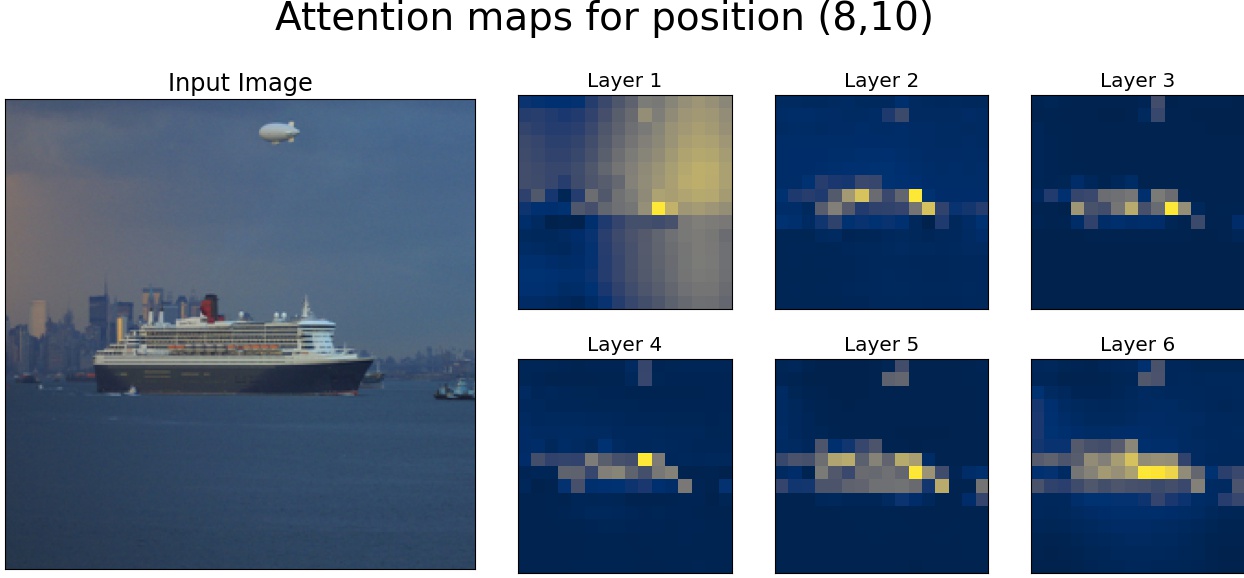 Attention maps for position (8,10)
Input Image
Layer 1
Layer 2
Layer 3
Layer 4
Layer 5
Layer 6